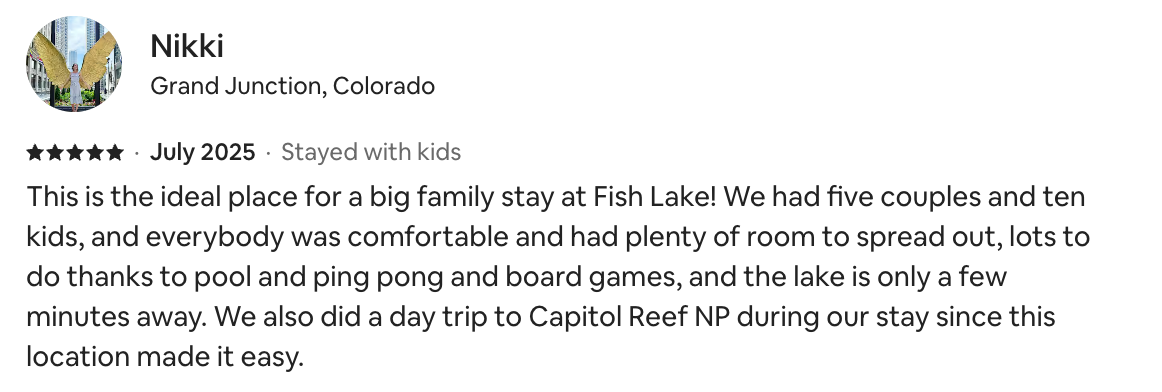 Nikki
Grand Junction, Colorado
★★★★★ · July 2025 · Stayed with kids
This is the ideal place for a big family stay at Fish Lake! We had five couples and ten
kids, and everybody was comfortable and had plenty of room to spread out, lots to
do thanks to pool and ping pong and board games, and the lake is only a few
minutes away. We also did a day trip to Capitol Reef NP during our stay since this
location made it easy.